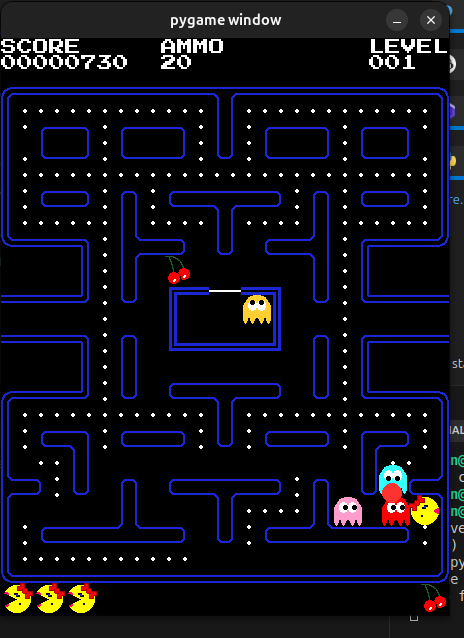 pygame window
SCORE AMMO LEVEL
00000730 20 001